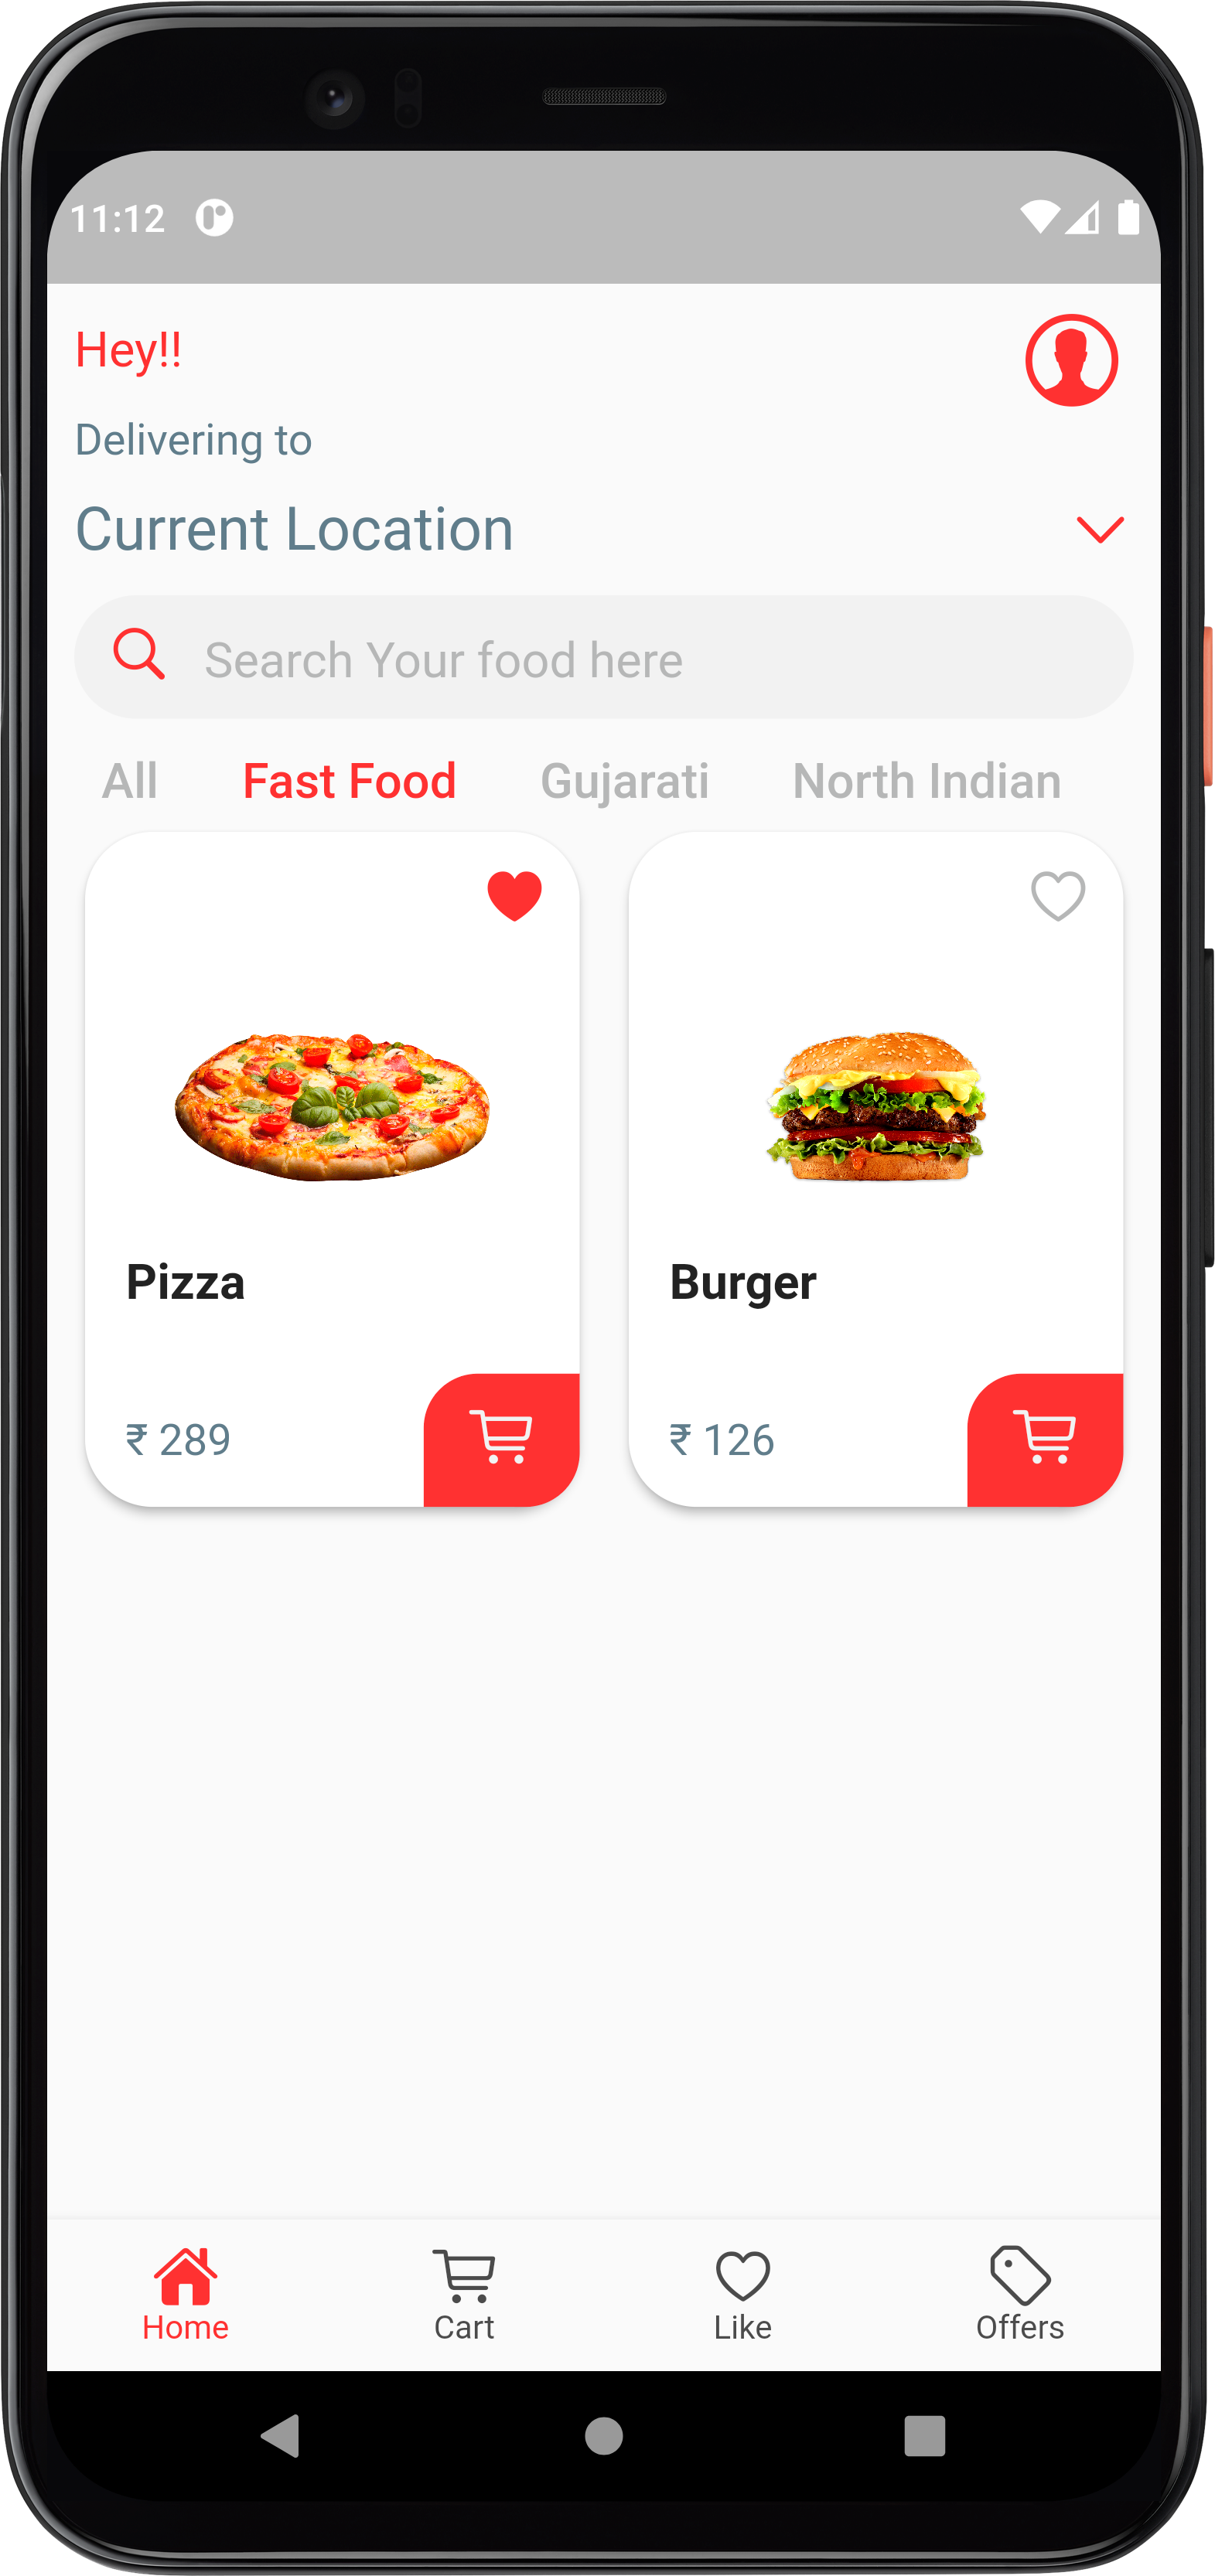 11:12
Hey!!
Delivering to
Current Location
Search Your food here
All Fast Food Gujarati North Indian
Pizza Burger
₹ 289 ₹ 126
Home Cart Like Offers